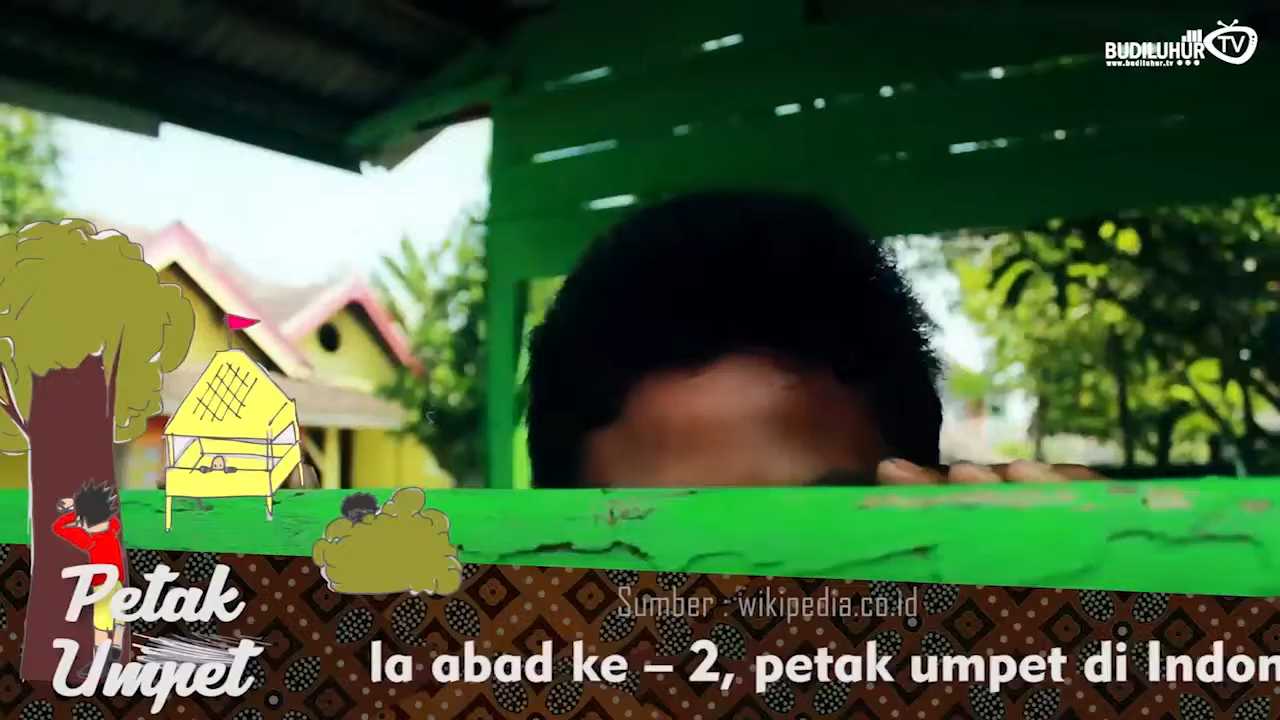 BUDILUHUR TV
www.budiluhur.tv
Petak
Umpet
Sumber : wikipedia.co.id
la abad ke – 2, petak umpet di Indon